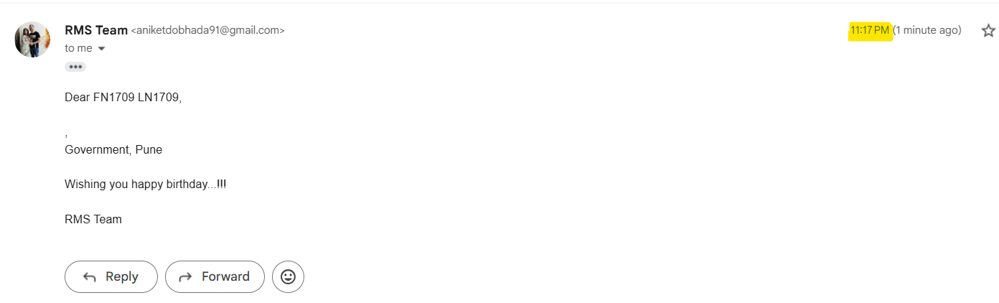 RMS Team <aniketdobhada91@gmail.com> 11:17 PM (1 minute ago)
to me
Dear FN1709 LN1709,
,
Government, Pune
Wishing you happy birthday...!!!
RMS Team
Reply Forward